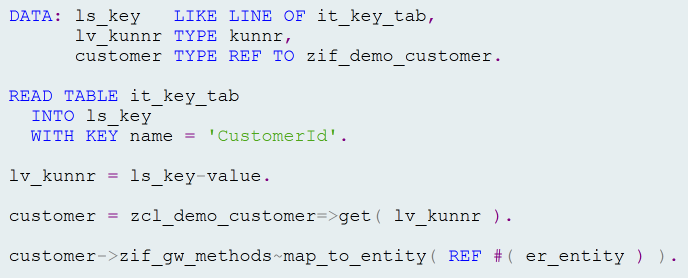 DATA: ls_key   LIKE LINE OF it_key_tab,
      lv_kunnr TYPE kunnr,
      customer TYPE REF TO zif_demo_customer.

READ TABLE it_key_tab
  INTO ls_key
  WITH KEY name = 'CustomerId'.

lv_kunnr = ls_key-value.

customer = zcl_demo_customer=>get( lv_kunnr ).

customer->zif_gw_methods~map_to_entity( REF #( er_entity ) ).